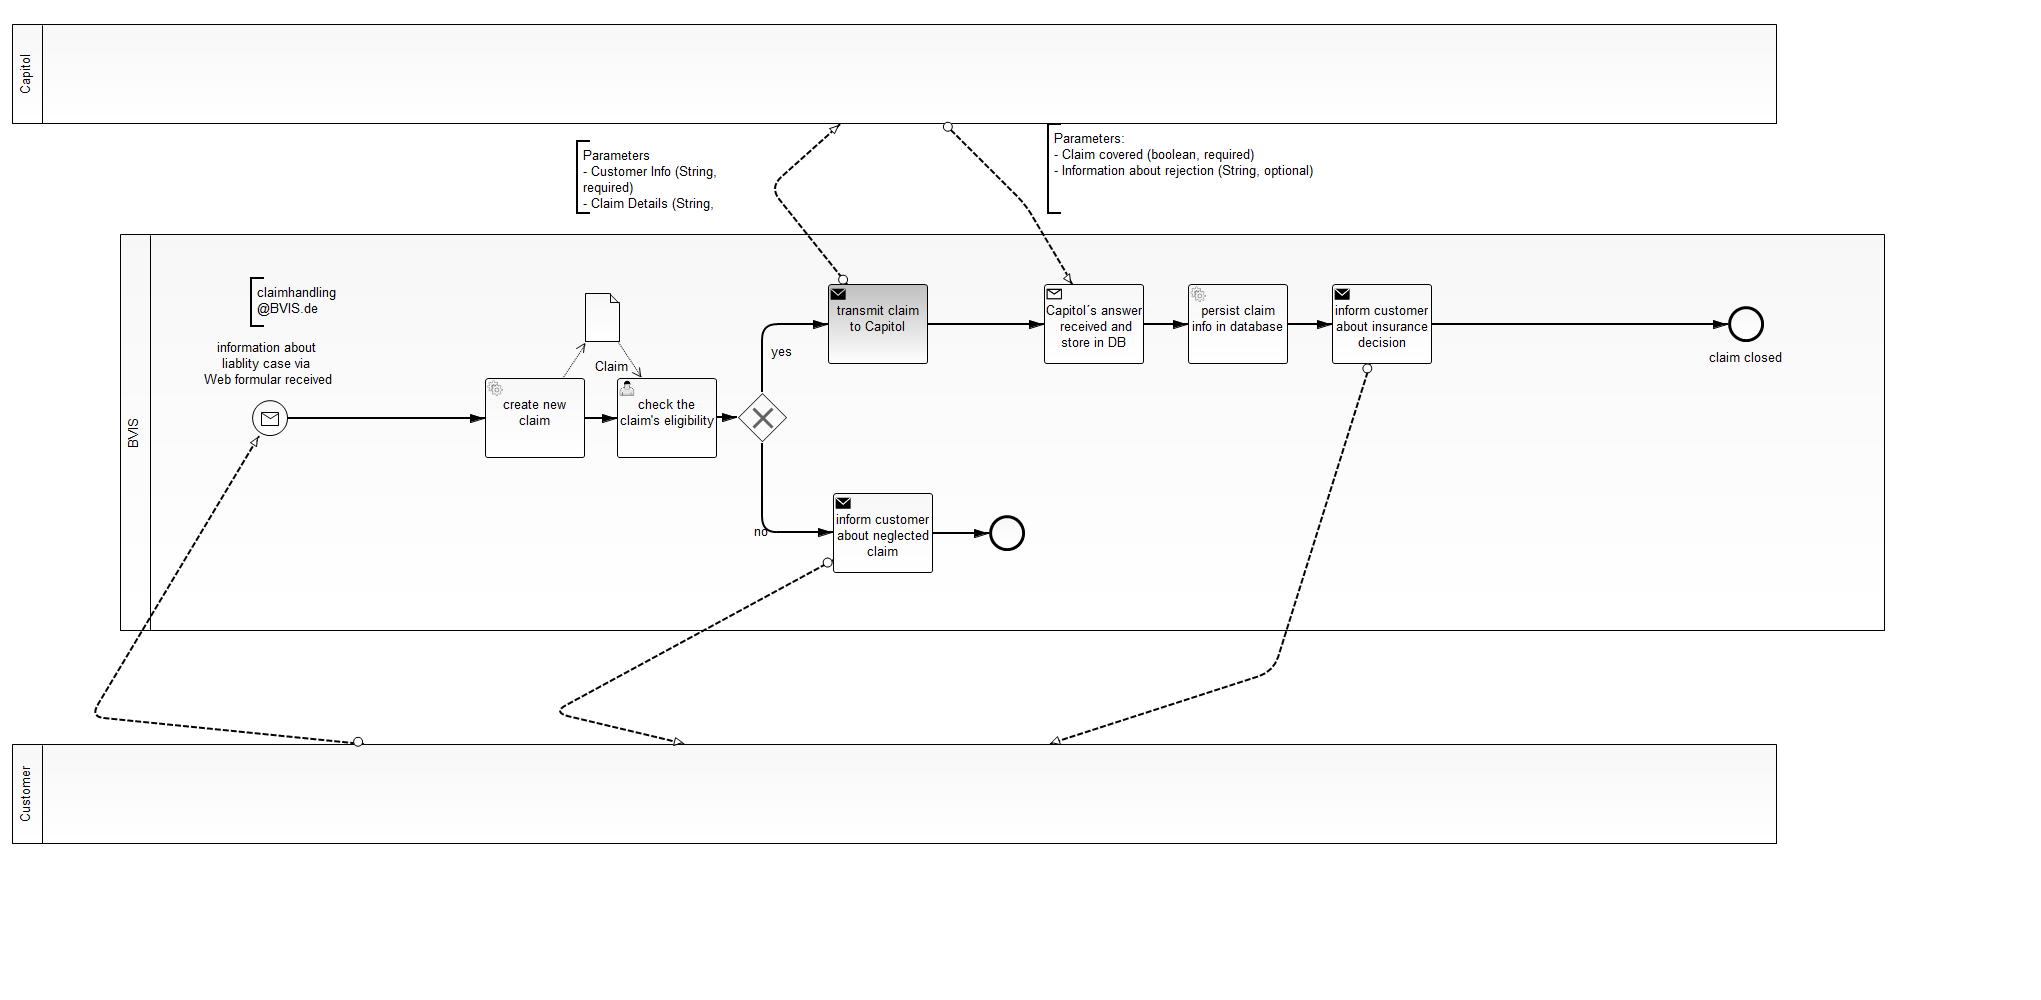 Capitol
Parameters
- Customer Info (String,
required)
- Claim Details (String,
Parameters:
- Claim covered (boolean, required)
- Information about rejection (String, optional)
BVIS
claimhandling
@BVIS.de
information about
liablity case via
Web formular received
Claim
create new
claim
check the
claim's eligibility
yes
no
transmit claim
to Capitol
Capitol´s answer
received and
store in DB
persist claim
info in database
inform customer
about insurance
decision
claim closed
inform customer
about neglected
claim
Customer